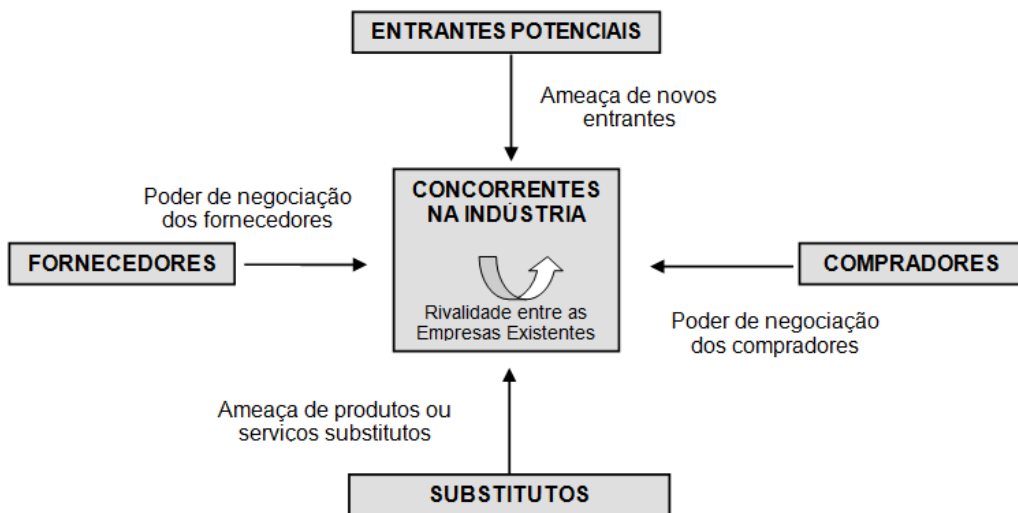 ENTRANTES POTENCIAIS
Ameaça de novos
entrantes
Poder de negociação
dos fornecedores
CONCORRENTES
NA INDÚSTRIA
FORNECEDORES
COMPRADORES
Rivalidade entre as
Empresas Existentes
Poder de negociação
dos compradores
Ameaça de produtos ou
servicos substitutos
SUBSTITUTOS